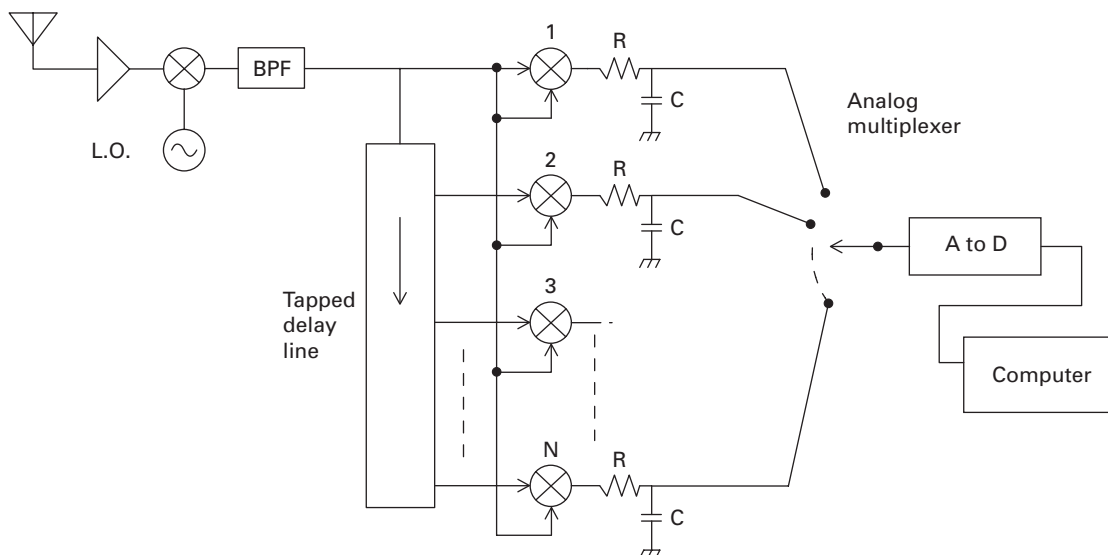 1
R
BPF
C
Analog
multiplexer
L.O.
2
R
C
A to D
3
Tapped
delay
line
Computer
N
R
C